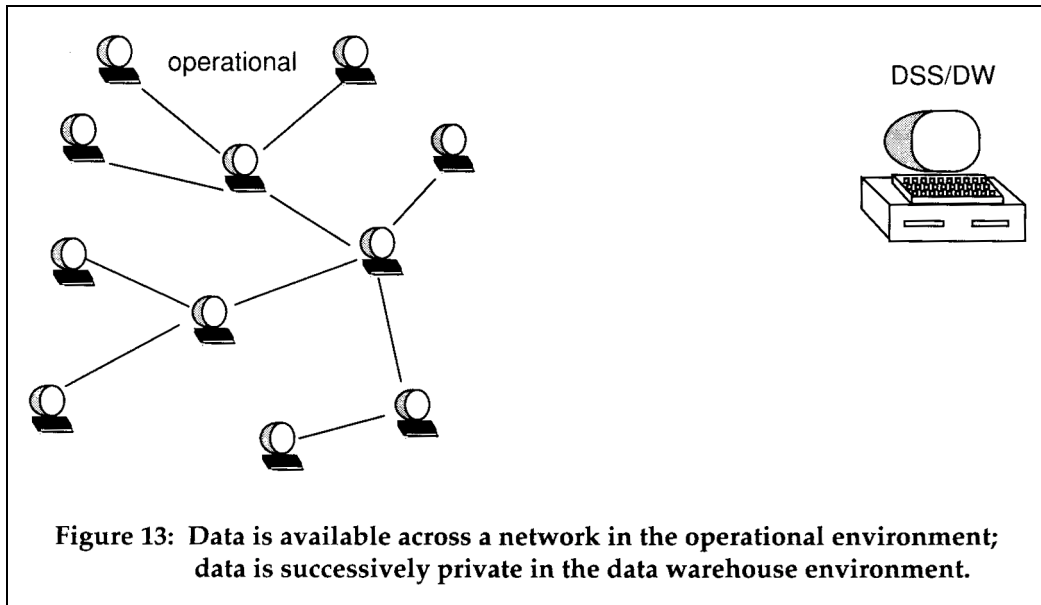 operational
DSS/DW
Figure 13: Data is available across a network in the operational environment;
data is successively private in the data warehouse environment.